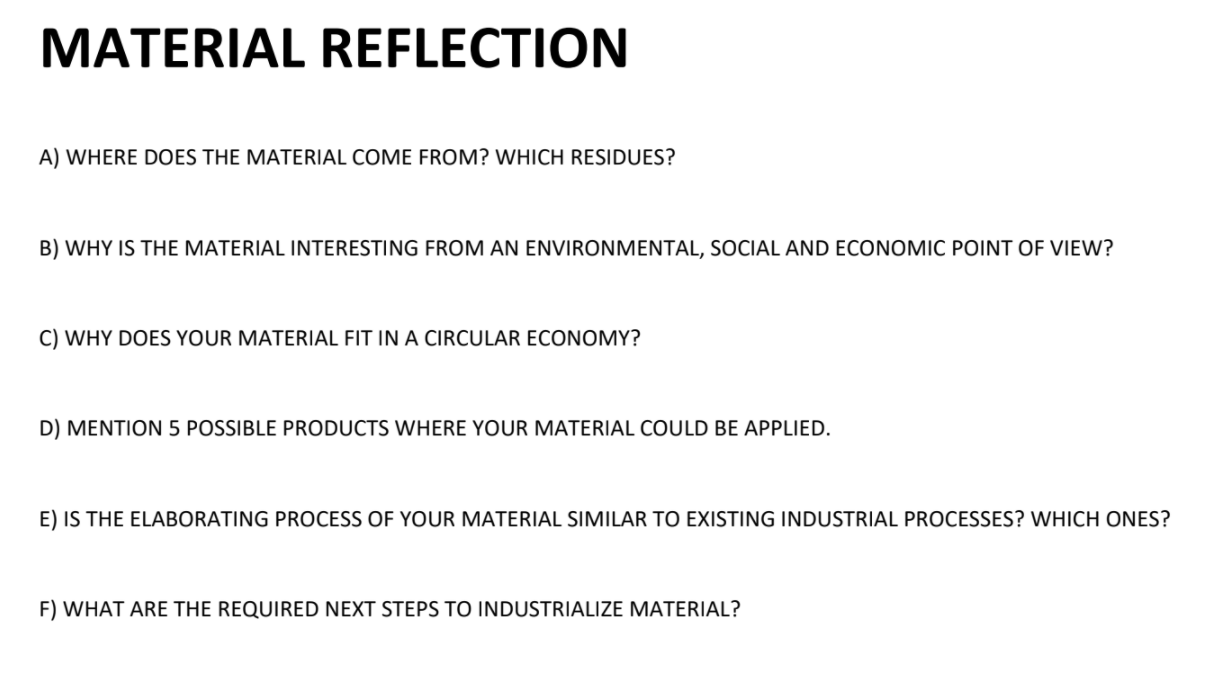 MATERIAL REFLECTION
A) WHERE DOES THE MATERIAL COME FROM? WHICH RESIDUES?
B) WHY IS THE MATERIAL INTERESTING FROM AN ENVIRONMENTAL, SOCIAL AND ECONOMIC POINT OF VIEW?
C) WHY DOES YOUR MATERIAL FIT IN A CIRCULAR ECONOMY?
D) MENTION 5 POSSIBLE PRODUCTS WHERE YOUR MATERIAL COULD BE APPLIED.
E) IS THE ELABORATING PROCESS OF YOUR MATERIAL SIMILAR TO EXISTING INDUSTRIAL PROCESSES? WHICH ONES?
F) WHAT ARE THE REQUIRED NEXT STEPS TO INDUSTRIALIZE MATERIAL?